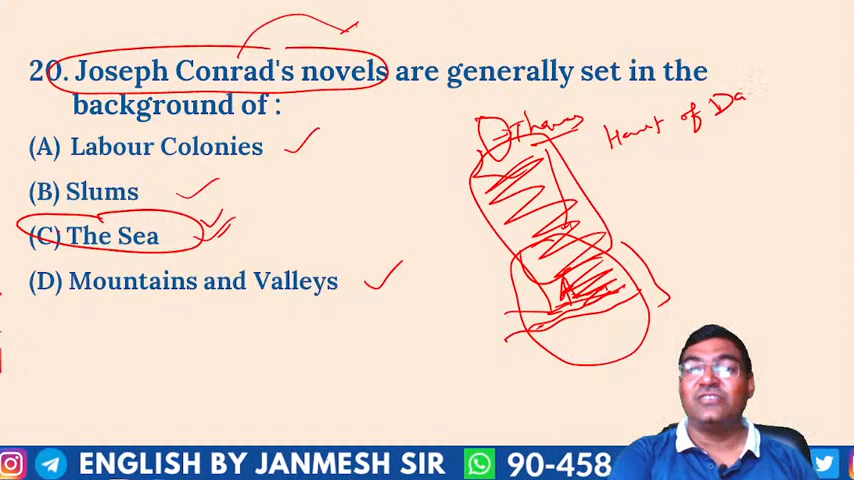 20. Joseph Conrad's novels are generally set in the
background of :
(A) Labour Colonies
(B) Slums
(C) The Sea
(D) Mountains and Valleys
Thames
Heart of Da
ENGLISH BY JANMESH SIR 90-458